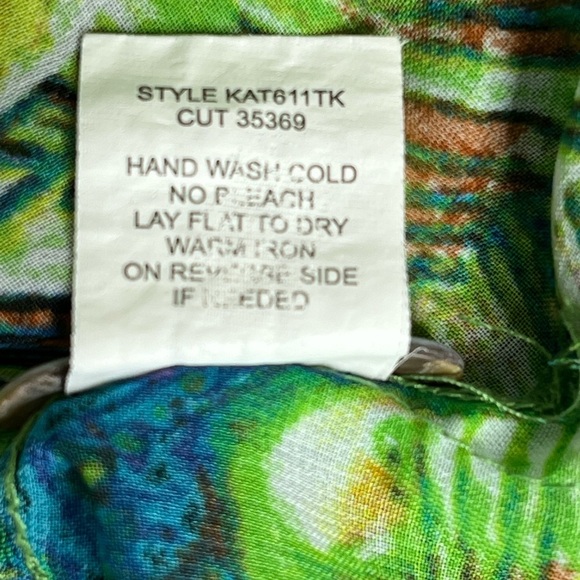 STYLE KAT611TK
CUT 35369
HAND WASH COLD
NO BLEACH
LAY FLAT TO DRY
WARM IRON
ON REVERSE SIDE
IF NEEDED